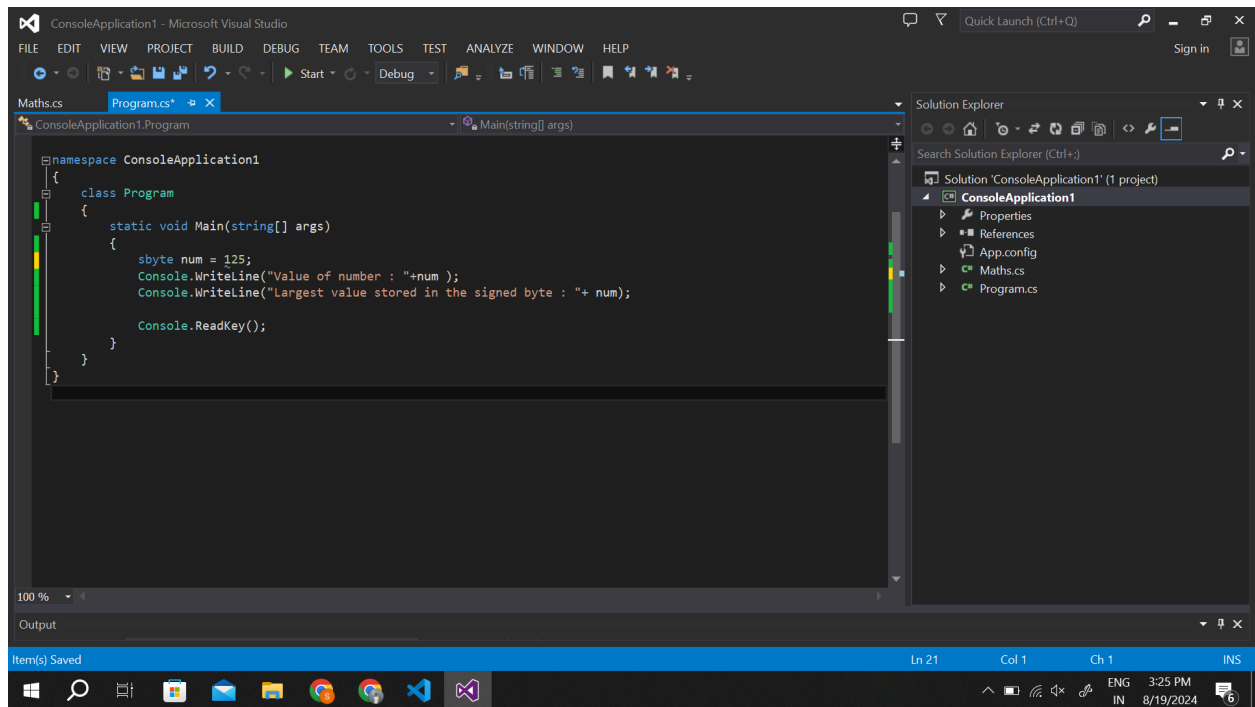 ConsoleApplication1 - Microsoft Visual Studio
Quick Launch (Ctrl+Q)
FILE EDIT VIEW PROJECT BUILD DEBUG TEAM TOOLS TEST ANALYZE WINDOW HELP
Sign in
Start Debug
Maths.cs Program.cs*
ConsoleApplication1.Program Main(string[] args)
namespace ConsoleApplication1
{
class Program
{
static void Main(string[] args)
{
sbyte num = 125;
Console.WriteLine("Value of number : "+num );
Console.WriteLine("Largest value stored in the signed byte : "+ num);
Console.ReadKey();
}
}
}
100 %
Solution Explorer
Search Solution Explorer (Ctrl+;)
Solution 'ConsoleApplication1' (1 project)
ConsoleApplication1
Properties
References
App.config
Maths.cs
Program.cs
Output
Item(s) Saved
Ln 21 Col 1 Ch 1 INS
ENG
IN
3:25 PM
8/19/2024
6